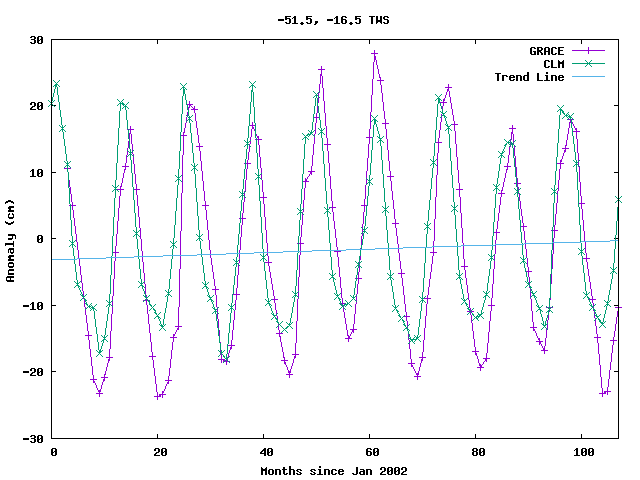 -51.5, -16.5 TWS
GRACE
CLM
Trend Line
30
20
10
0
-10
-20
-30
Anomaly (cm)
0 20 40 60 80 100
Months since Jan 2002